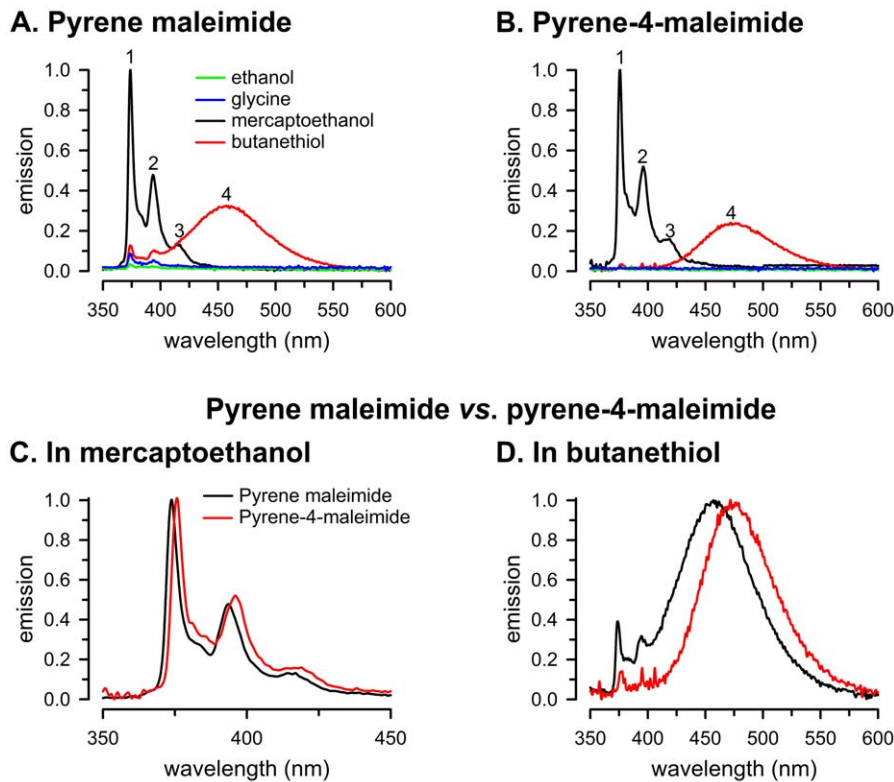 A. Pyrene maleimide
B. Pyrene-4-maleimide
1
1
1.0
0.8
0.6
0.4
0.2
0.0
emission
ethanol
glycine
mercaptoethanol
butanethiol
2
3
4
350
400
450
500
550
600
wavelength (nm)
1.0
0.8
0.6
0.4
0.2
0.0
emission
2
3
4
350
400
450
500
550
600
wavelength (nm)
Pyrene maleimide vs. pyrene-4-maleimide
C. In mercaptoethanol
D. In butanethiol
1.0
0.8
0.6
0.4
0.2
0.0
emission
Pyrene maleimide
Pyrene-4-maleimide
350
400
450
wavelength (nm)
1.0
0.8
0.6
0.4
0.2
0.0
emission
350
400
450
500
550
600
wavelength (nm)